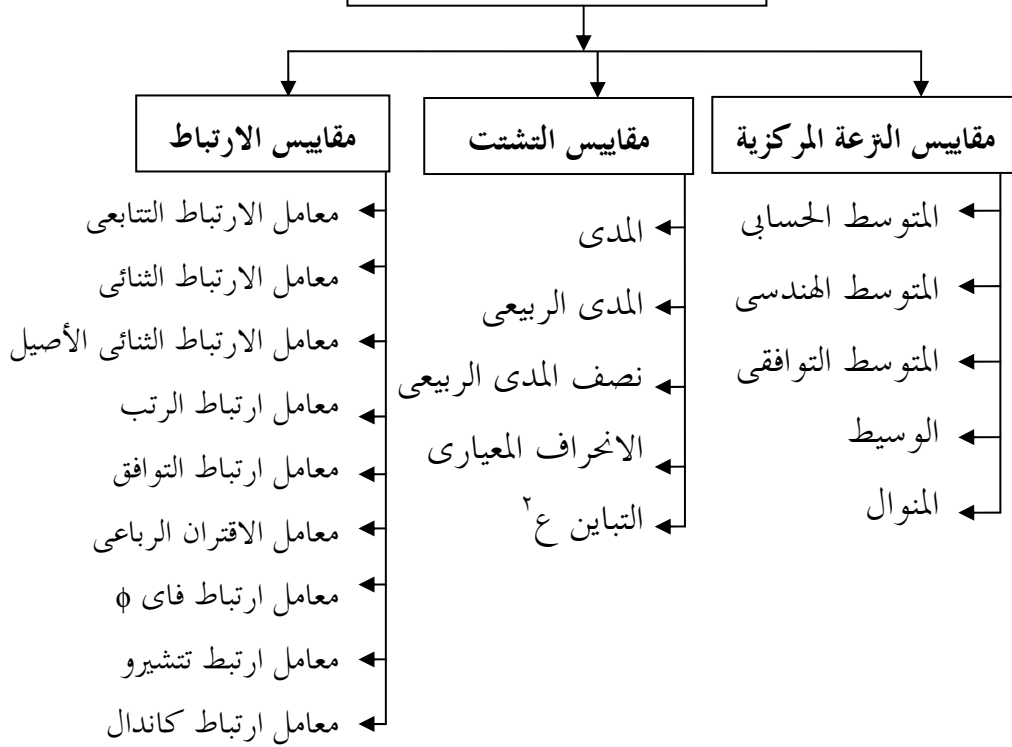 مقاييس النزعة المركزية
المتوسط الحسابى
المتوسط الهندسى
المتوسط التوافقى
الوسيط
المنوال
مقاييس التشتت
المدى
المدى الربيعى
نصف المدى الربيعى
الانحراف المعيارى
التباين ع²
مقاييس الارتباط
معامل الارتباط التتابعى
معامل الارتباط الثنائى
معامل الارتباط الثنائى الأصيل
معامل ارتباط الرتب
معامل ارتباط التوافق
معامل الاقتران الرباعى
معامل ارتباط فاى φ
معامل ارتبط تتشيرو
معامل ارتباط كاندال